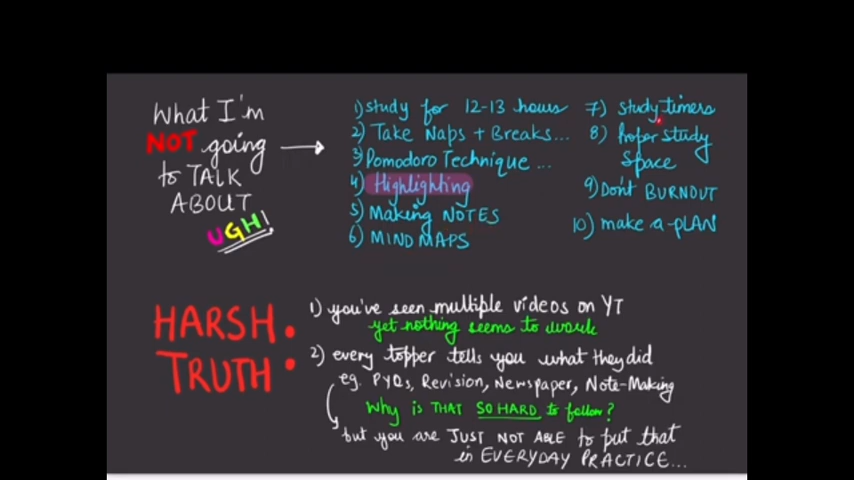 What I'm
NOT going
to TALK
ABOUT
UGH!
1) study for 12-13 hours
2) Take Naps + Breaks...
3) Pomodoro Technique ...
4) Highlighting
5) Making NOTES
6) MIND MAPS
7) study timers
8) Proper study
space
9) Don't BURNOUT
10) make a PLAN
HARSH
TRUTH:
1) you've seen multiple videos on YT
yet nothing seems to work
2) every topper tells you what they did
eg. PYQs, Revision, Newspaper, Note-Making
Why is THAT SO HARD to follow?
but you are JUST NOT ABLE to put that
in EVERYDAY PRACTICE...